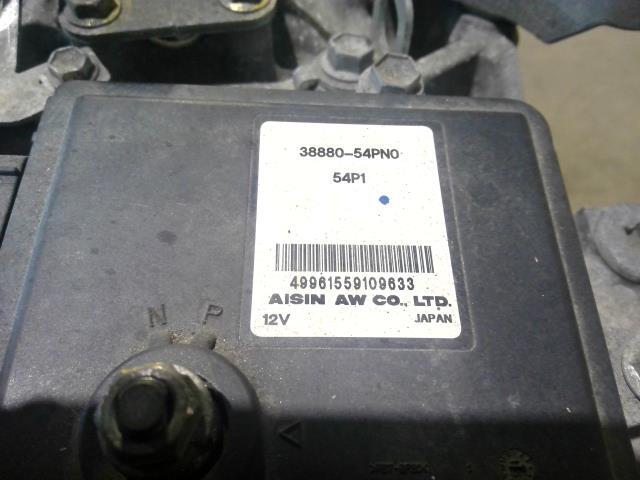 38880-54PN0
54P1
49961559109633
AISIN AW CO., LTD.
12V JAPAN
N P